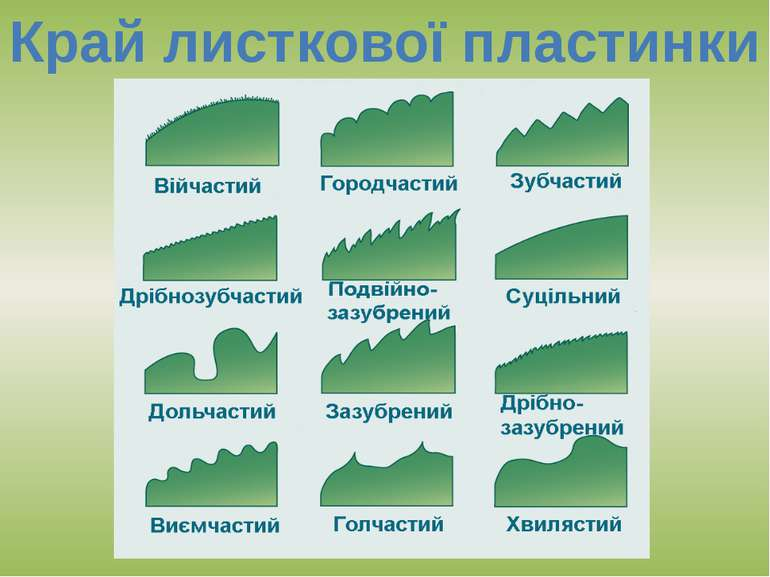 Край листкової пластинки
Війчастий
Городчастий
Зубчастий
Дрібнозубчастий
Подвійно-
зазубрений
Суцільний
Дольчастий
Зазубрений
Дрібно-
зазубрений
Виємчастий
Голчастий
Хвилястий